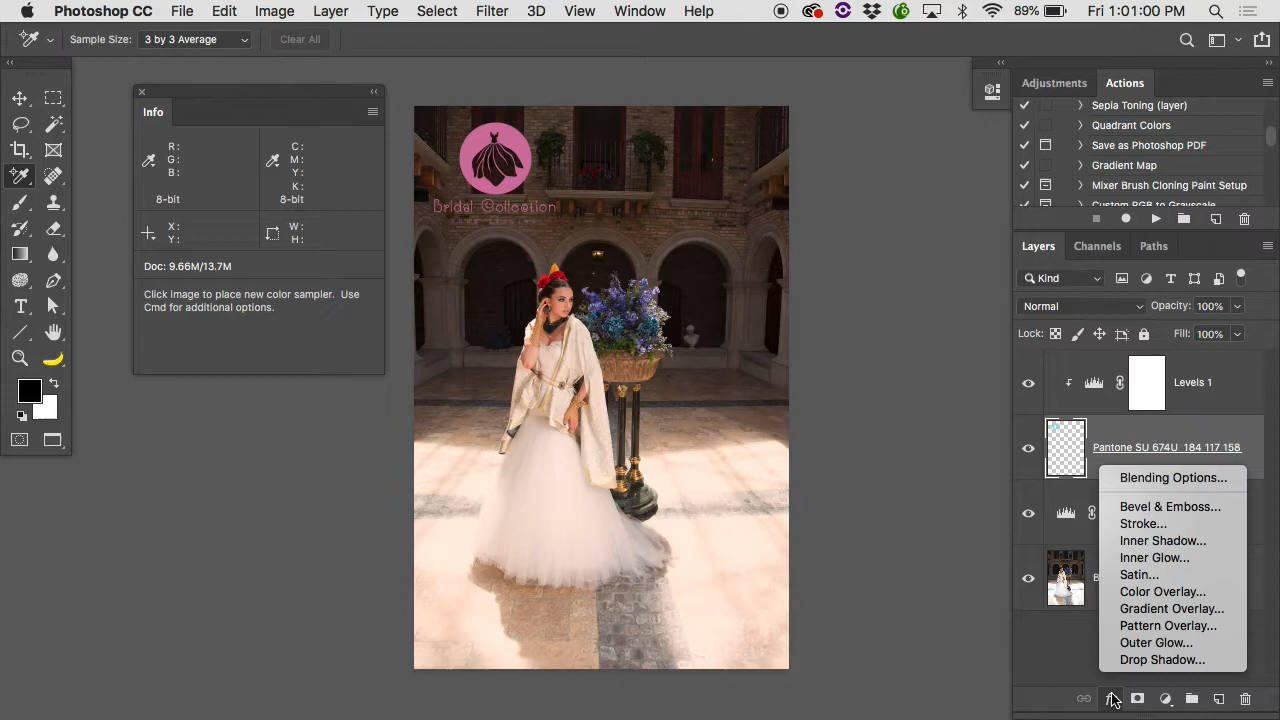 Photoshop CC File Edit Image Layer Type Select Filter 3D View Window Help 89% Fri 1:01:00 PM
Sample Size: 3 by 3 Average Clear All
Info
R: C:
G: M:
B: Y:
K:
8-bit 8-bit
X: W:
Y: H:
Doc: 9.66M/13.7M
Click image to place new color sampler. Use
Cmd for additional options.
Bridal Collection
Adjustments Actions
Sepia Toning (layer)
Quadrant Colors
Save as Photoshop PDF
Gradient Map
Mixer Brush Cloning Paint Setup
Custom RGB to Grayscale
Layers Channels Paths
Kind
Normal Opacity: 100%
Lock: Fill: 100%
Levels 1
Pantone SU 674U 184 117 158
Blending Options...
Bevel & Emboss...
Stroke...
Inner Shadow...
Inner Glow...
Satin...
Color Overlay...
Gradient Overlay...
Pattern Overlay...
Outer Glow...
Drop Shadow...